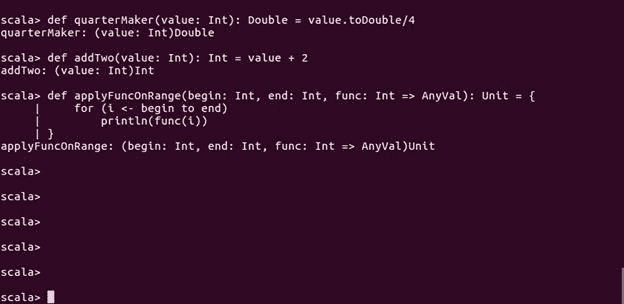 scala> def quarterMaker(value: Int): Double = value.toDouble/4
quarterMaker: (value: Int)Double
scala> def addTwo(value: Int): Int = value + 2
addTwo: (value: Int)Int
scala> def applyFuncOnRange(begin: Int, end: Int, func: Int => AnyVal): Unit = {
     |     for (i <- begin to end)
     |         println(func(i))
     | }
applyFuncOnRange: (begin: Int, end: Int, func: Int => AnyVal)Unit
scala>
scala>
scala>
scala>
scala>
scala>